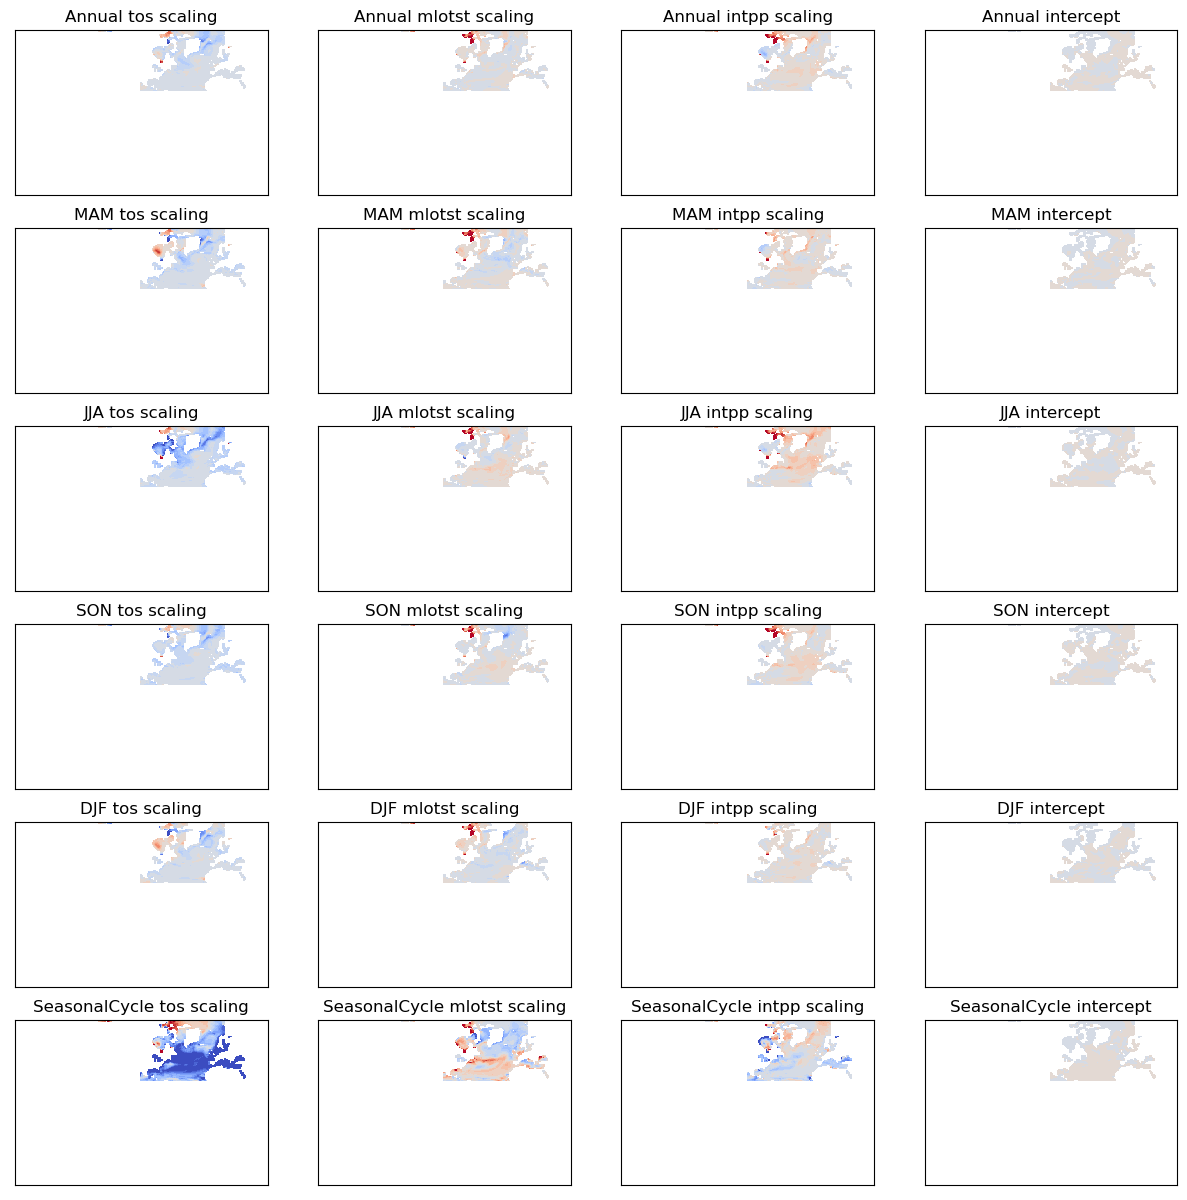 Annual tos scaling
Annual mlotst scaling
Annual intpp scaling
Annual intercept
MAM tos scaling
MAM mlotst scaling
MAM intpp scaling
MAM intercept
JJA tos scaling
JJA mlotst scaling
JJA intpp scaling
JJA intercept
SON tos scaling
SON mlotst scaling
SON intpp scaling
SON intercept
DJF tos scaling
DJF mlotst scaling
DJF intpp scaling
DJF intercept
SeasonalCycle tos scaling
SeasonalCycle mlotst scaling
SeasonalCycle intpp scaling
SeasonalCycle intercept